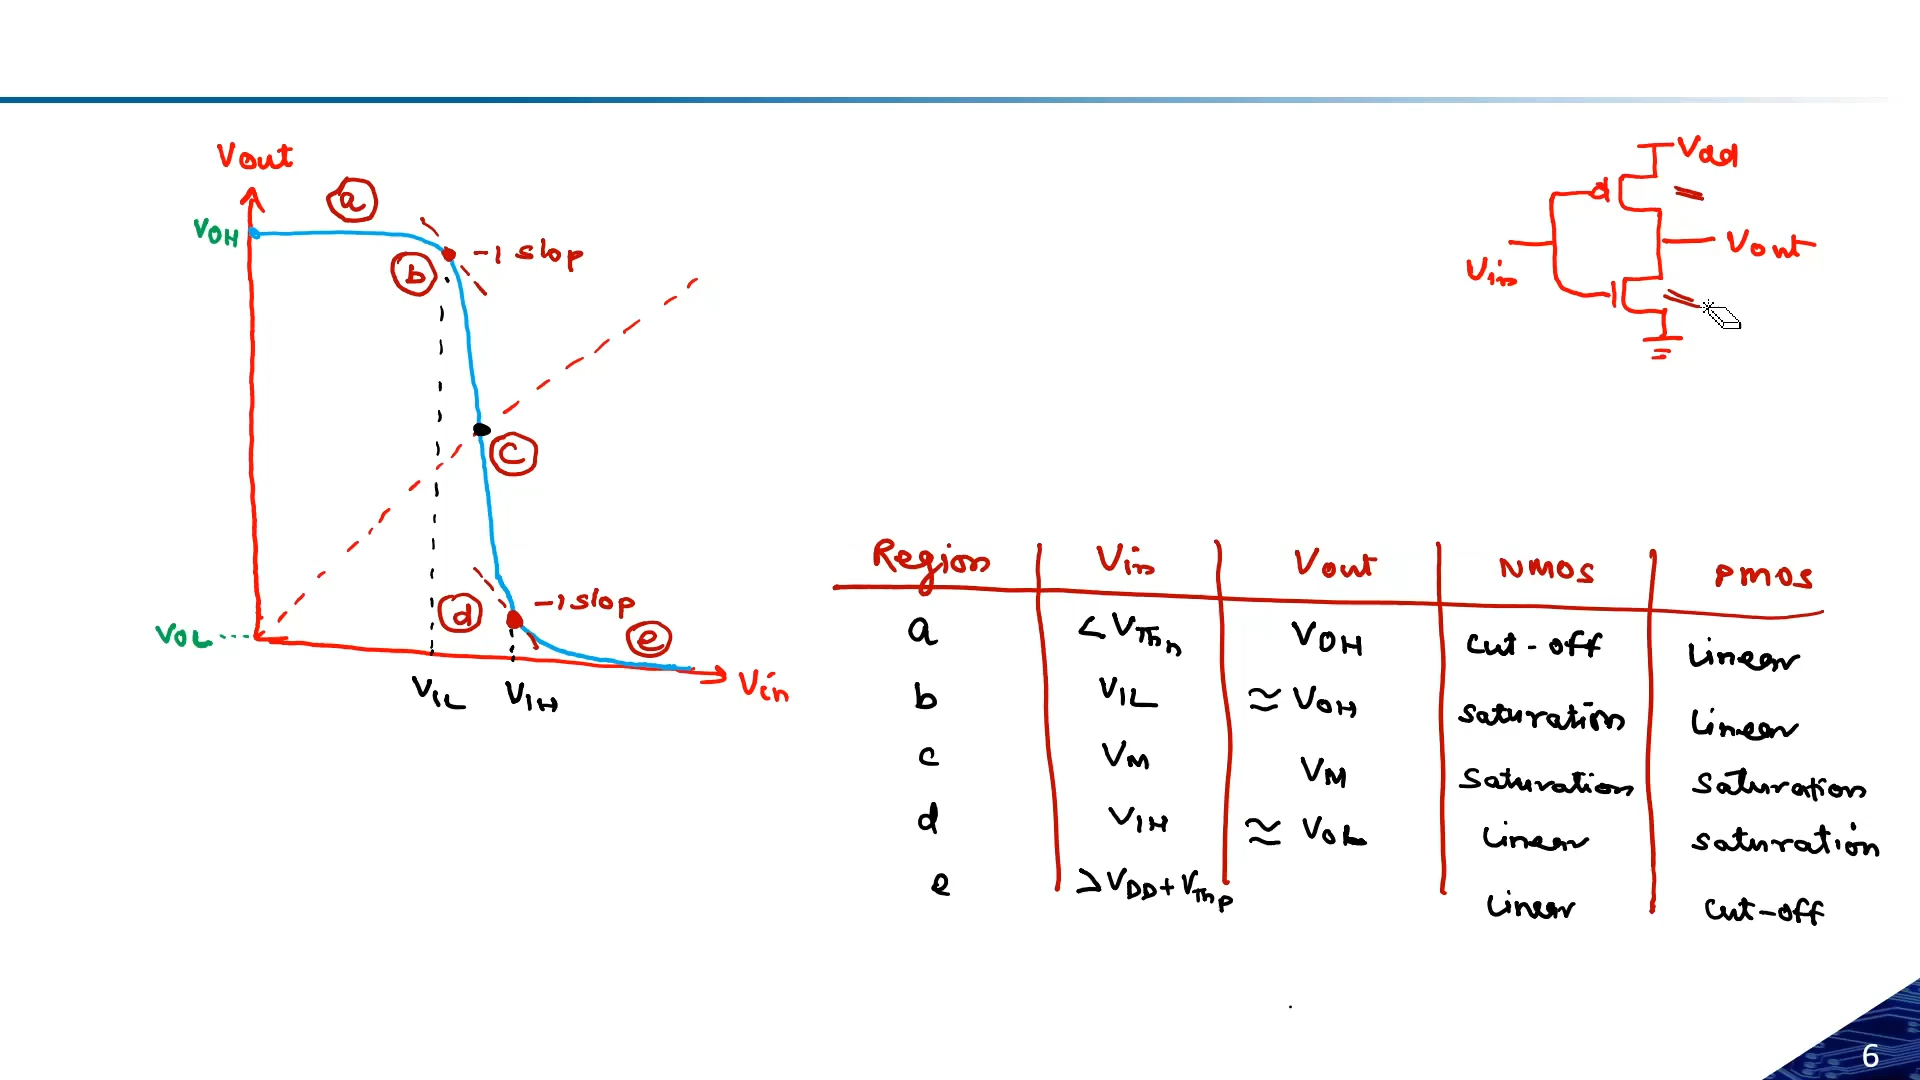 Vout
VOH
a
b
-1 slop
c
d
-1 slop
e
VOL
VIL
VIH
Vin
Vdd
Vin
Vout
Region Vin Vout NMOS PMOS
a < VThn VOH Cut-off Linear
b VIL ≈ VOH Saturation Linear
c VM VM Saturation Saturation
d VIH ≈ VOL Linear Saturation
e > VDD + VThp Linear Cut-off
6